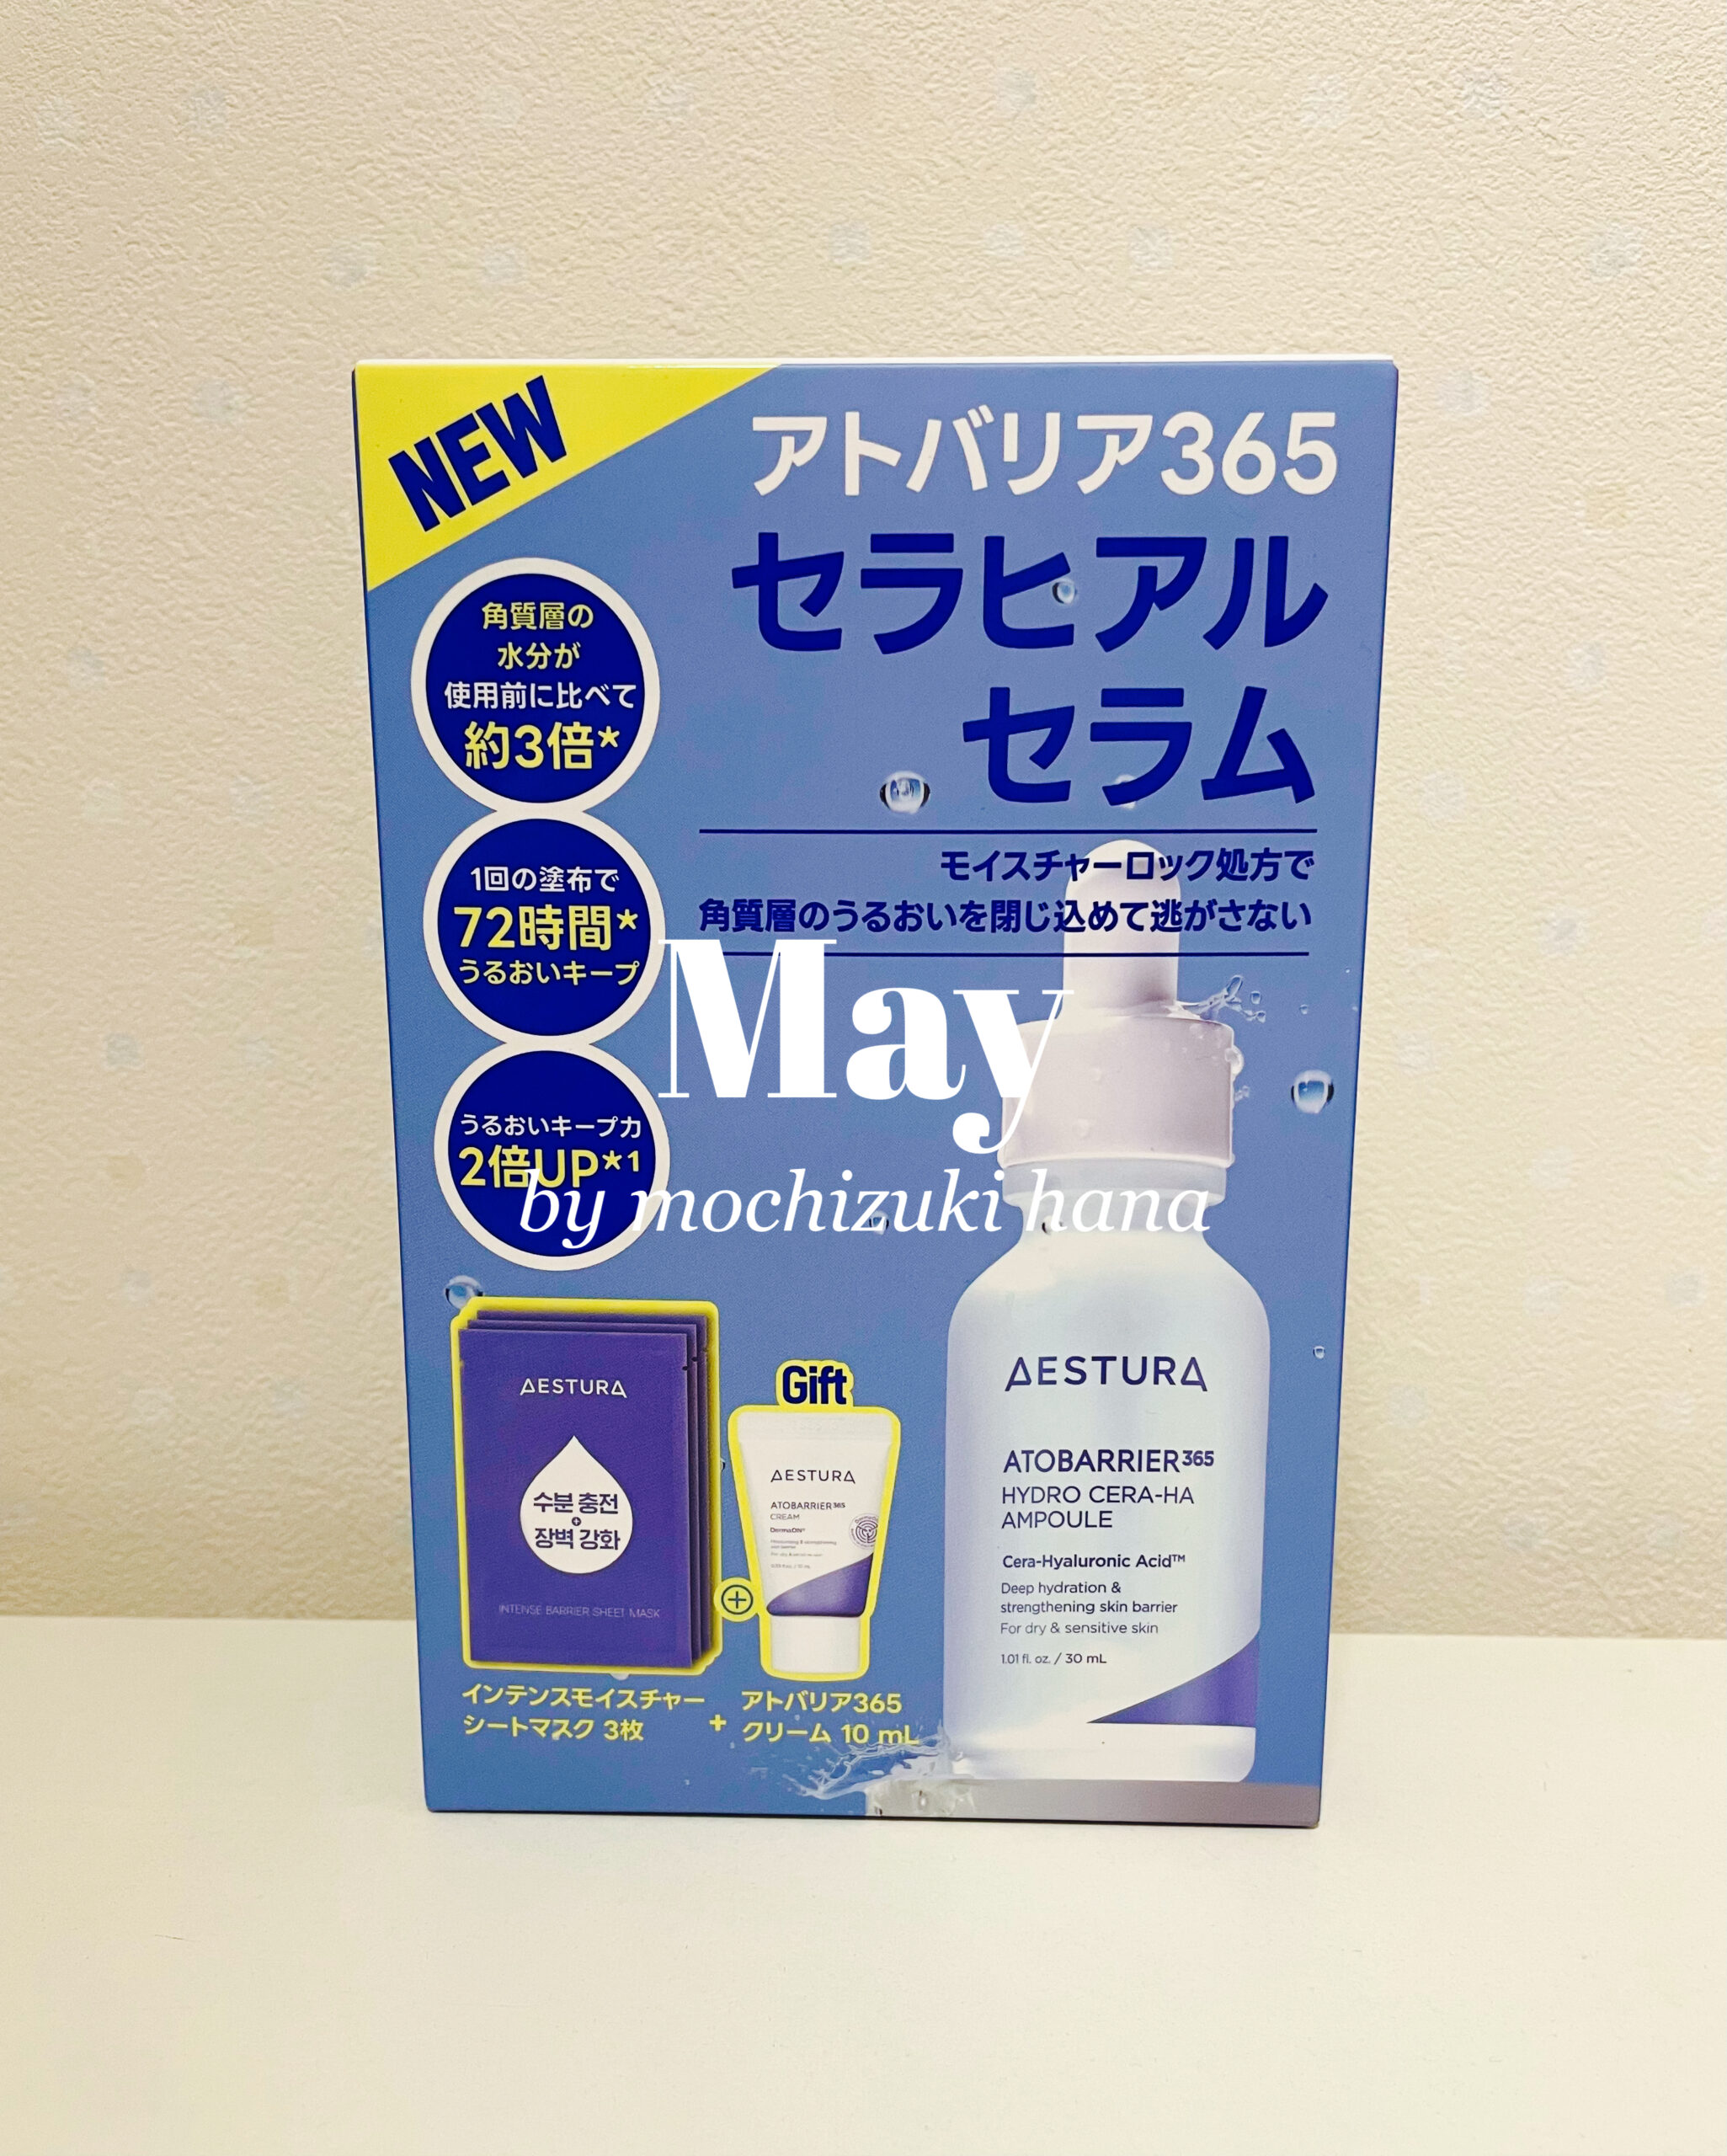 NEW
アトバリア365
セラヒアル
セラム
モイスチャーロック処方で
角質層のうるおいを閉じ込めて逃がさない
角質層の
水分が
使用前に比べて
約3倍*
1回の塗布で
72時間*
うるおいキープ
うるおいキープ力
2倍UP*1
May
by mochizuki hana
AESTURA
수분 충전
+
장벽 강화
INTENSE BARRIER SHEET MASK
インテンスモイスチャー
シートマスク 3枚
+
Gift
AESTURA
ATOBARRIER365
CREAM
DermaON®
アトバリア365
クリーム 10 mL
AESTURA
ATOBARRIER365
HYDRO CERA-HA
AMPOULE
Cera-Hyaluronic Acid™
Deep hydration &
strengthening skin barrier
For dry & sensitive skin
1.01 fl. oz. / 30 mL